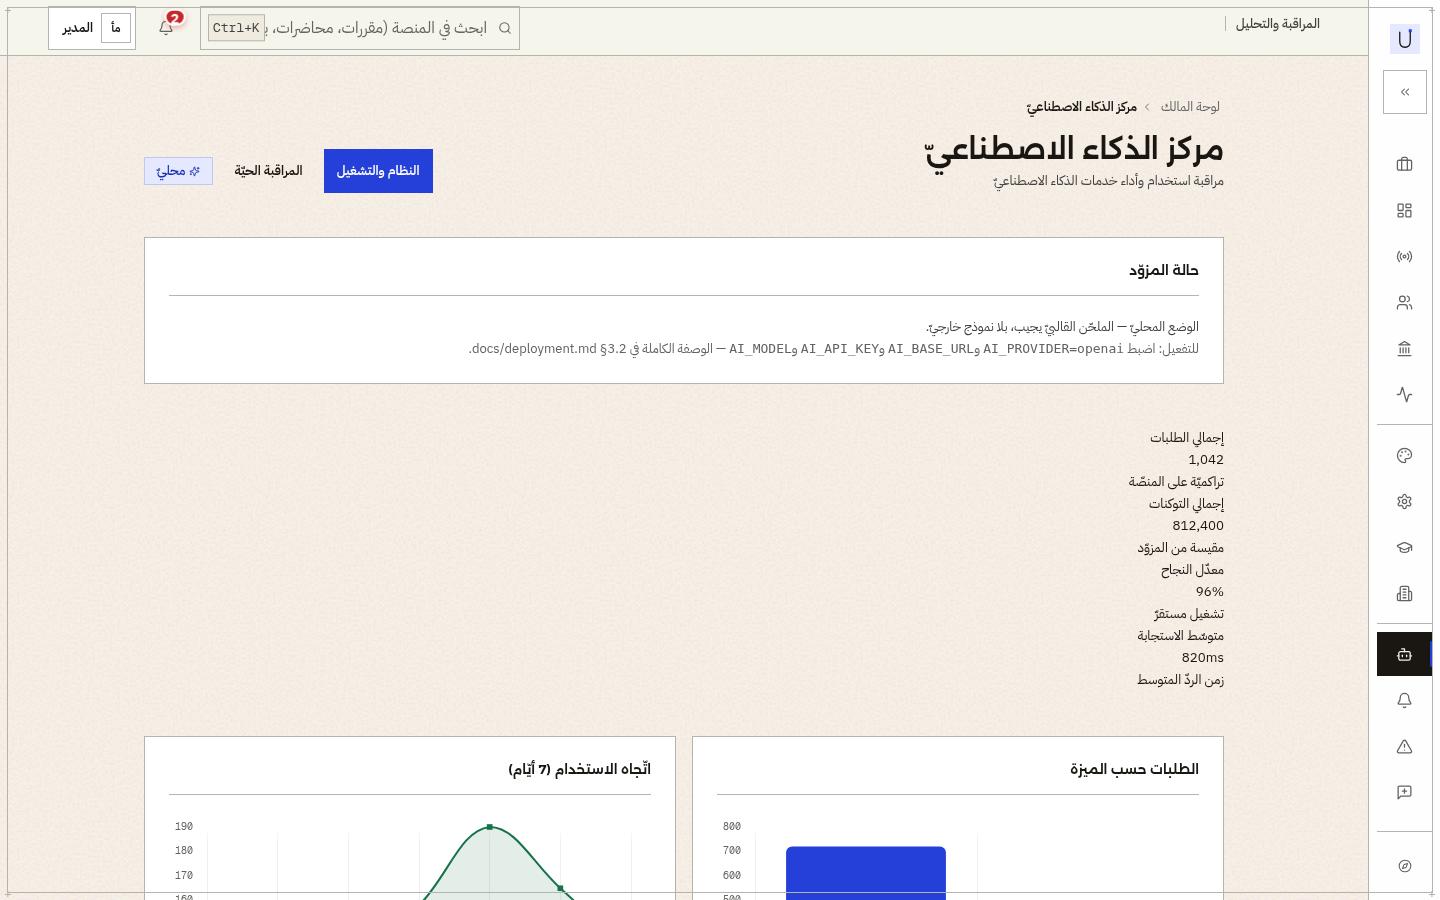 المراقبة والتحليل
ابحث في المنصة (مقررات، محاضرات، ب
Ctrl+K
2
مأ
المدير
لوحة المالك › مركز الذكاء الاصطناعيّ
مركز الذكاء الاصطناعيّ
مراقبة استخدام وأداء خدمات الذكاء الاصطناعيّ
النظام والتشغيل
المراقبة الحيّة
محليّ
حالة المزوّد
الوضع المحليّ — الملحّن القالبيّ يجيب، بلا نموذج خارجيّ.
للتفعيل: اضبط AI_PROVIDER=openai وAI_BASE_URL وAI_API_KEY وAI_MODEL — الوصفة الكاملة في docs/deployment.md §3.2.
إجمالي الطلبات
1,042
تراكميّة على المنصّة
إجمالي التوكنات
812,400
مقيسة من المزوّد
معدّل النجاح
96%
تشغيل مستقرّ
متوسّط الاستجابة
820ms
زمن الردّ المتوسط
الطلبات حسب الميزة
800
700
600
500
اتّجاه الاستخدام (7 أيّام)
190
180
170
160